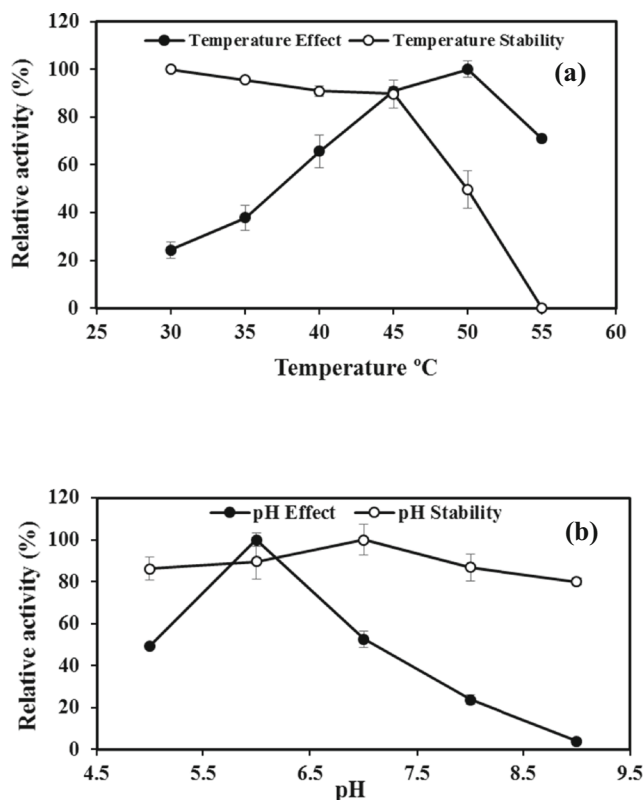 Temperature Effect Temperature Stability
120
100
80
60
40
20
0
(a)
Relative activity (%)
25 30 35 40 45 50 55 60
Temperature ºC
pH Effect pH Stability
120
100
80
60
40
20
0
(b)
Relative activity (%)
4.5 5.5 6.5 7.5 8.5 9.5
pH